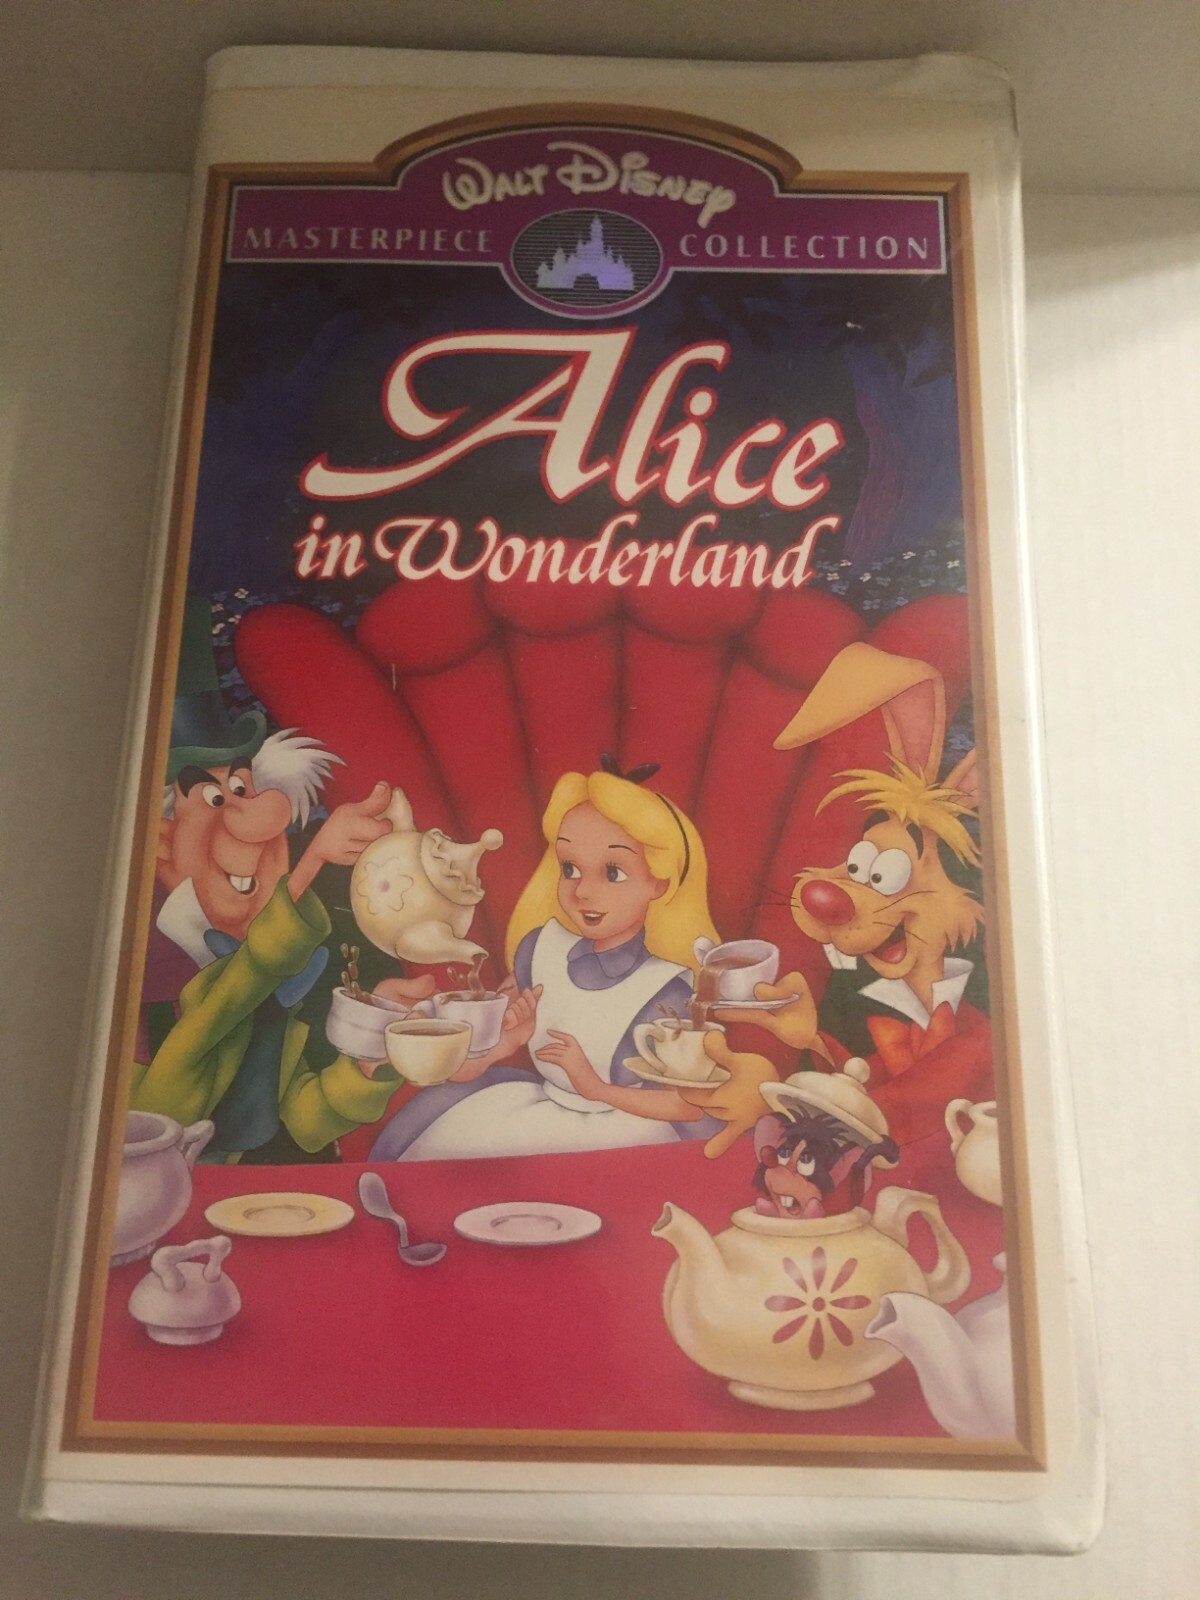 WALT DISNEY
MASTERPIECE COLLECTION
Alice
in Wonderland